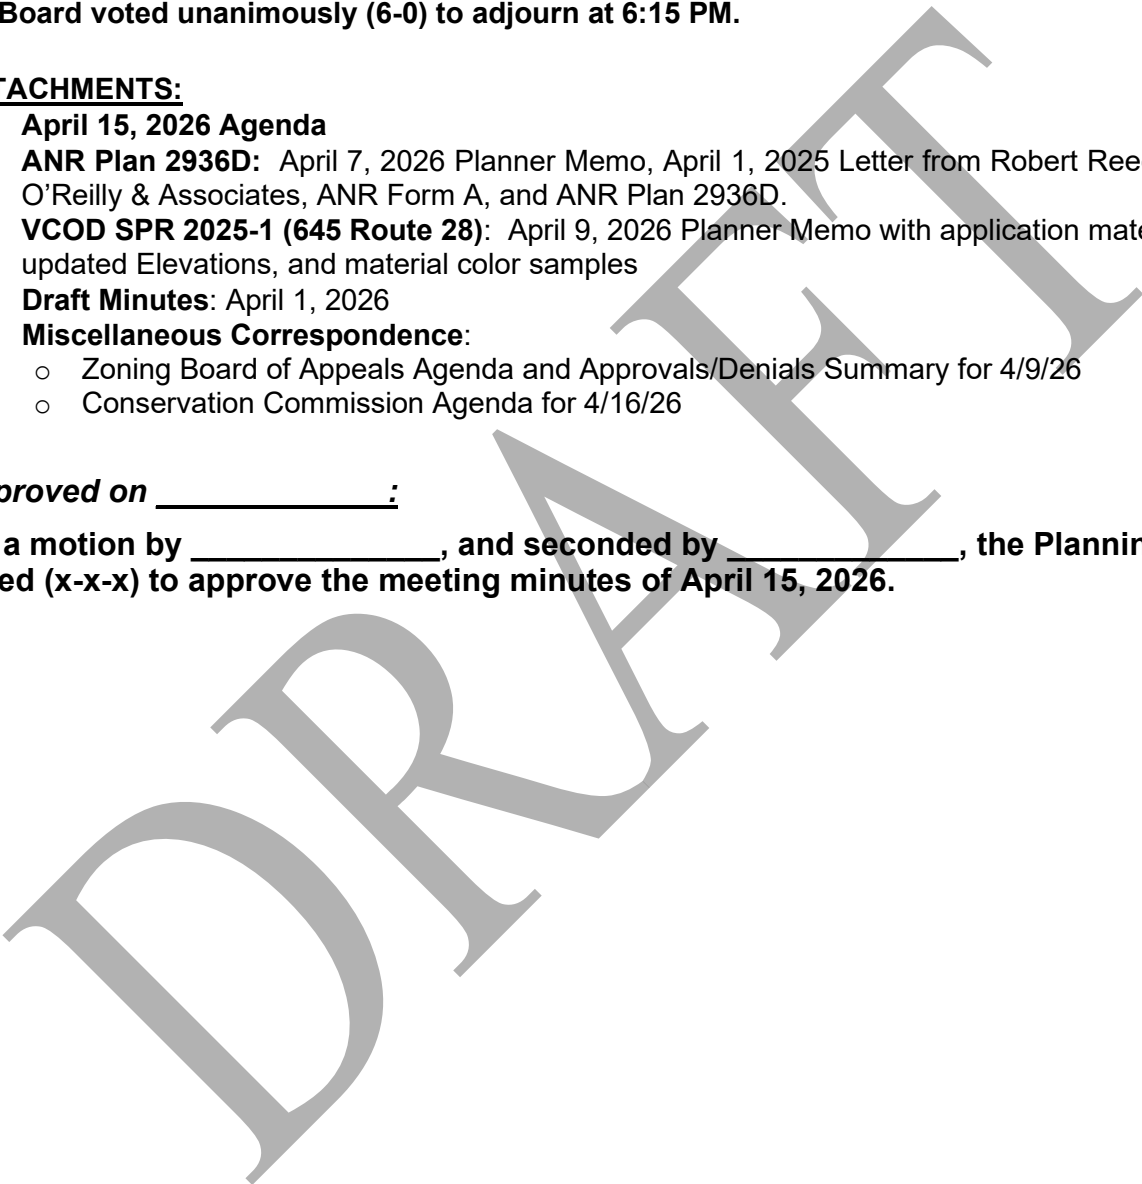 Board voted unanimously (6-0) to adjourn at 6:15 PM.
TACHMENTS:
April 15, 2026 Agenda
ANR Plan 2936D: April 7, 2026 Planner Memo, April 1, 2025 Letter from Robert Ree
O’Reilly & Associates, ANR Form A, and ANR Plan 2936D.
VCOD SPR 2025-1 (645 Route 28): April 9, 2026 Planner Memo with application mate
updated Elevations, and material color samples
Draft Minutes: April 1, 2026
Miscellaneous Correspondence:
o Zoning Board of Appeals Agenda and Approvals/Denials Summary for 4/9/26
o Conservation Commission Agenda for 4/16/26
proved on ______________:
a motion by ______________, and seconded by _____________, the Plannin
ed (x-x-x) to approve the meeting minutes of April 15, 2026.
DRAFT